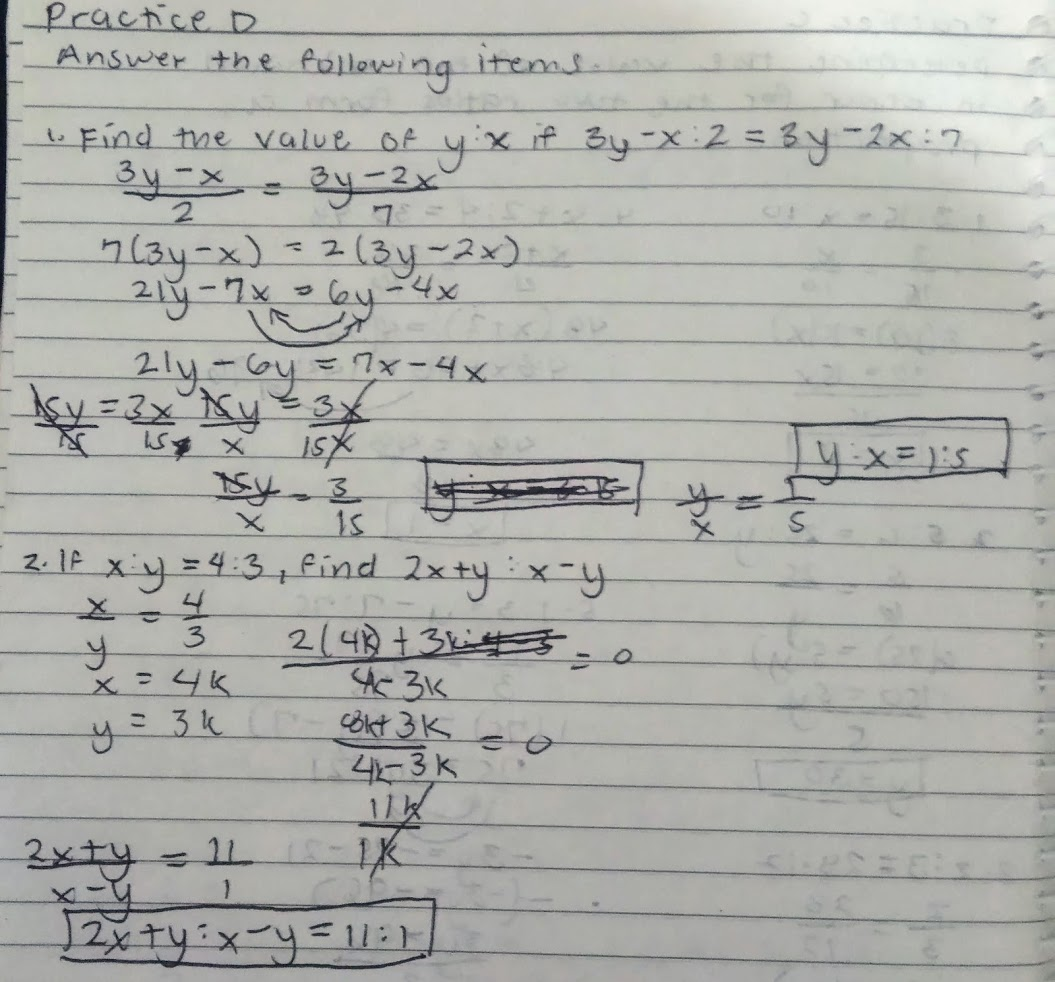 Practice D
Answer the following items.
1. Find the value of y:x if 3y-x:2 = 3y-2x:7
3y-x/2 = 3y-2x/7
7(3y-x) = 2(3y-2x)
21y-7x = 6y-4x
21y-6y = 7x-4x
15y/15 = 3x/15 15y/x = 3x/15x
y:x=1:5
15y/x = 3/15 y/x = 1/5
2. If x:y = 4:3, find 2x+y : x-y
x/y = 4/3
2(4k)+3k/4k-3k = 0
x = 4k
y = 3k
8k+3k/4k-3k = 0
11k/1k
2x+y/x-y = 11/1
2x+y:x-y = 11:1